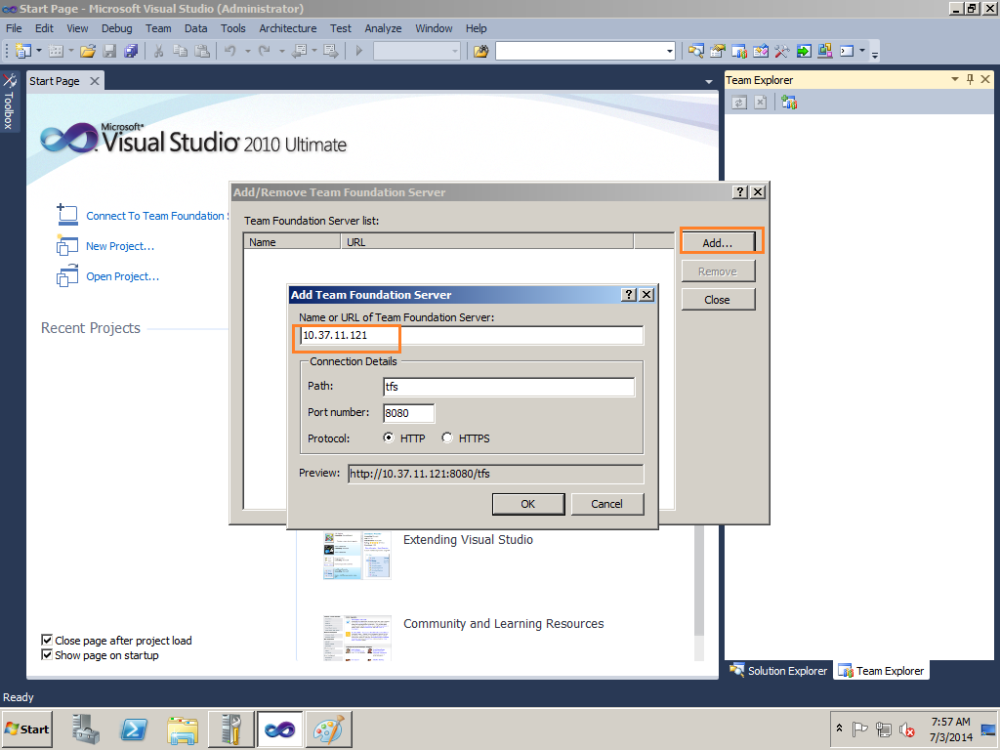 Start Page - Microsoft Visual Studio (Administrator)
File Edit View Debug Team Data Tools Architecture Test Analyze Window Help
Toolbox
Start Page
Team Explorer
Microsoft®
Visual Studio® 2010 Ultimate
Connect To Team Foundation
New Project...
Open Project...
Recent Projects
Add/Remove Team Foundation Server
Team Foundation Server list:
Name URL
Add...
Remove
Close
Add Team Foundation Server
Name or URL of Team Foundation Server:
10.37.11.121
Connection Details
Path: tfs
Port number: 8080
Protocol: HTTP HTTPS
Preview: http://10.37.11.121:8080/tfs
OK Cancel
Extending Visual Studio
Community and Learning Resources
Close page after project load
Show page on startup
Solution Explorer Team Explorer
Ready
Start
7:57 AM
7/3/2014